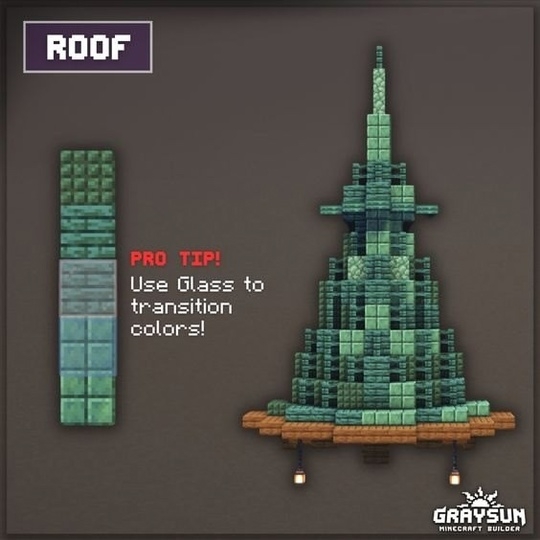 ROOF
PRO TIP!
Use Glass to
transition
colors!
GRAYSUN
MINECRAFT BUILDER